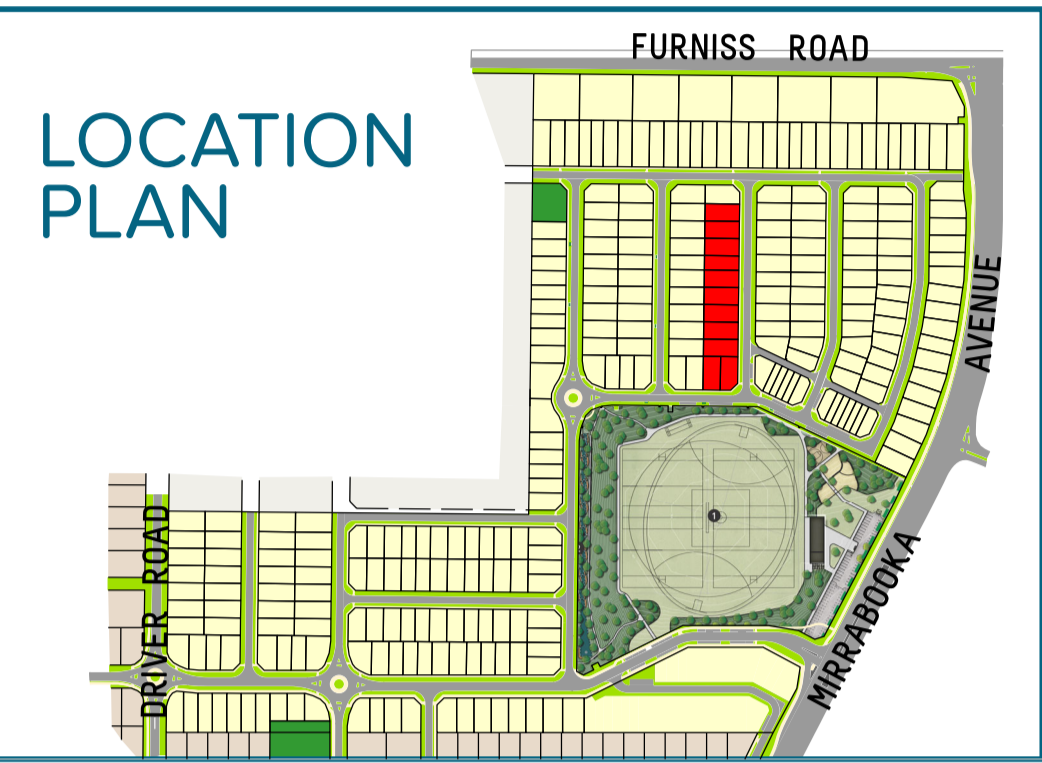 FURNISS ROAD
LOCATION
PLAN
AVENUE
1
DRIVER ROAD
MIRRABOOKA